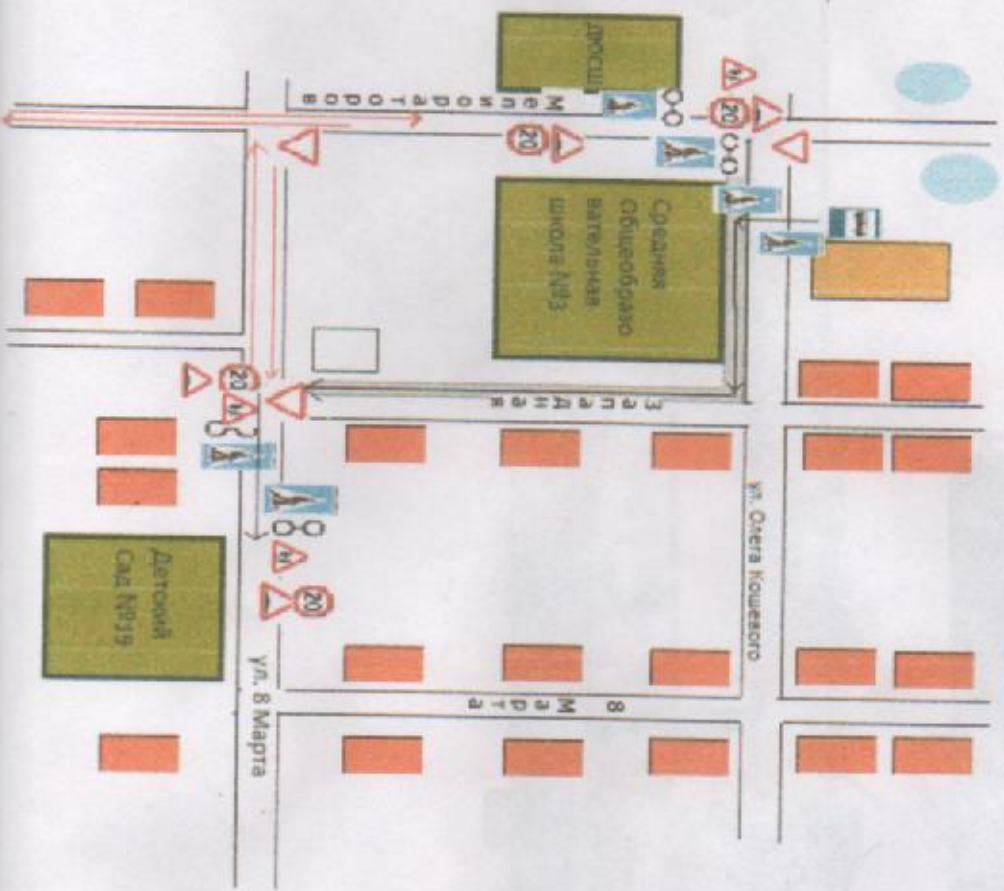 ДЮСШ
Мелиораторов
20
20
Средняя
Общеобразо
вательная
школа №3
Западная
20
20
ул. Олега Кошевого
Детский
Сад №19
ул. 8 Марта
8 Марта